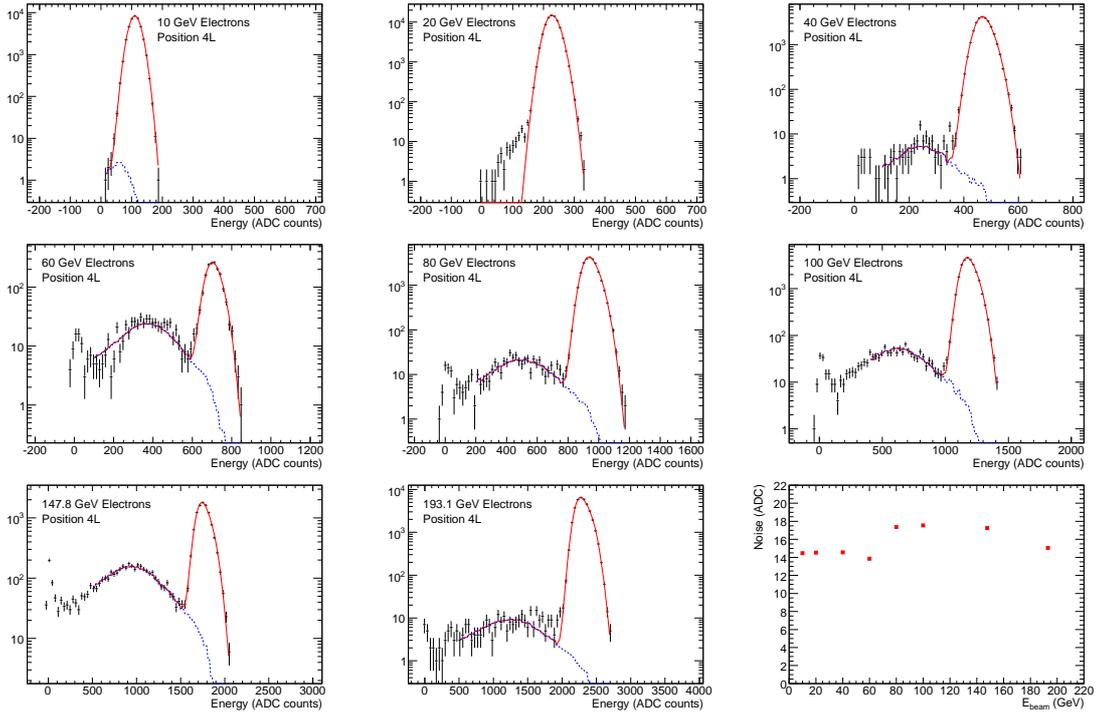 10 GeV Electrons
Position 4L
10⁴
10³
10²
10
1
-200 -100 0 100 200 300 400 500 600 700
Energy (ADC counts)
20 GeV Electrons
Position 4L
10⁴
10³
10²
10
1
-200 0 200 400 600
Energy (ADC counts)
40 GeV Electrons
Position 4L
10³
10²
10
1
-200 0 200 400 600 800
Energy (ADC counts)
60 GeV Electrons
Position 4L
10²
10
1
-200 0 200 400 600 800 1000 1200
Energy (ADC counts)
80 GeV Electrons
Position 4L
10³
10²
10
1
-200 0 200 400 600 800 1000 1200 1400 1600
Energy (ADC counts)
100 GeV Electrons
Position 4L
10³
10²
10
1
0 500 1000 1500 2000
Energy (ADC counts)
147.8 GeV Electrons
Position 4L
10³
10²
10
0 500 1000 1500 2000 2500 3000
Energy (ADC counts)
193.1 GeV Electrons
Position 4L
10⁴
10³
10²
10
1
0 500 1000 1500 2000 2500 3000 3500 4000
Energy (ADC counts)
Noise (ADC)
22
20
18
16
14
12
10
8
6
4
2
0
0 20 40 60 80 100 120 140 160 180 200 220
E_beam (GeV)